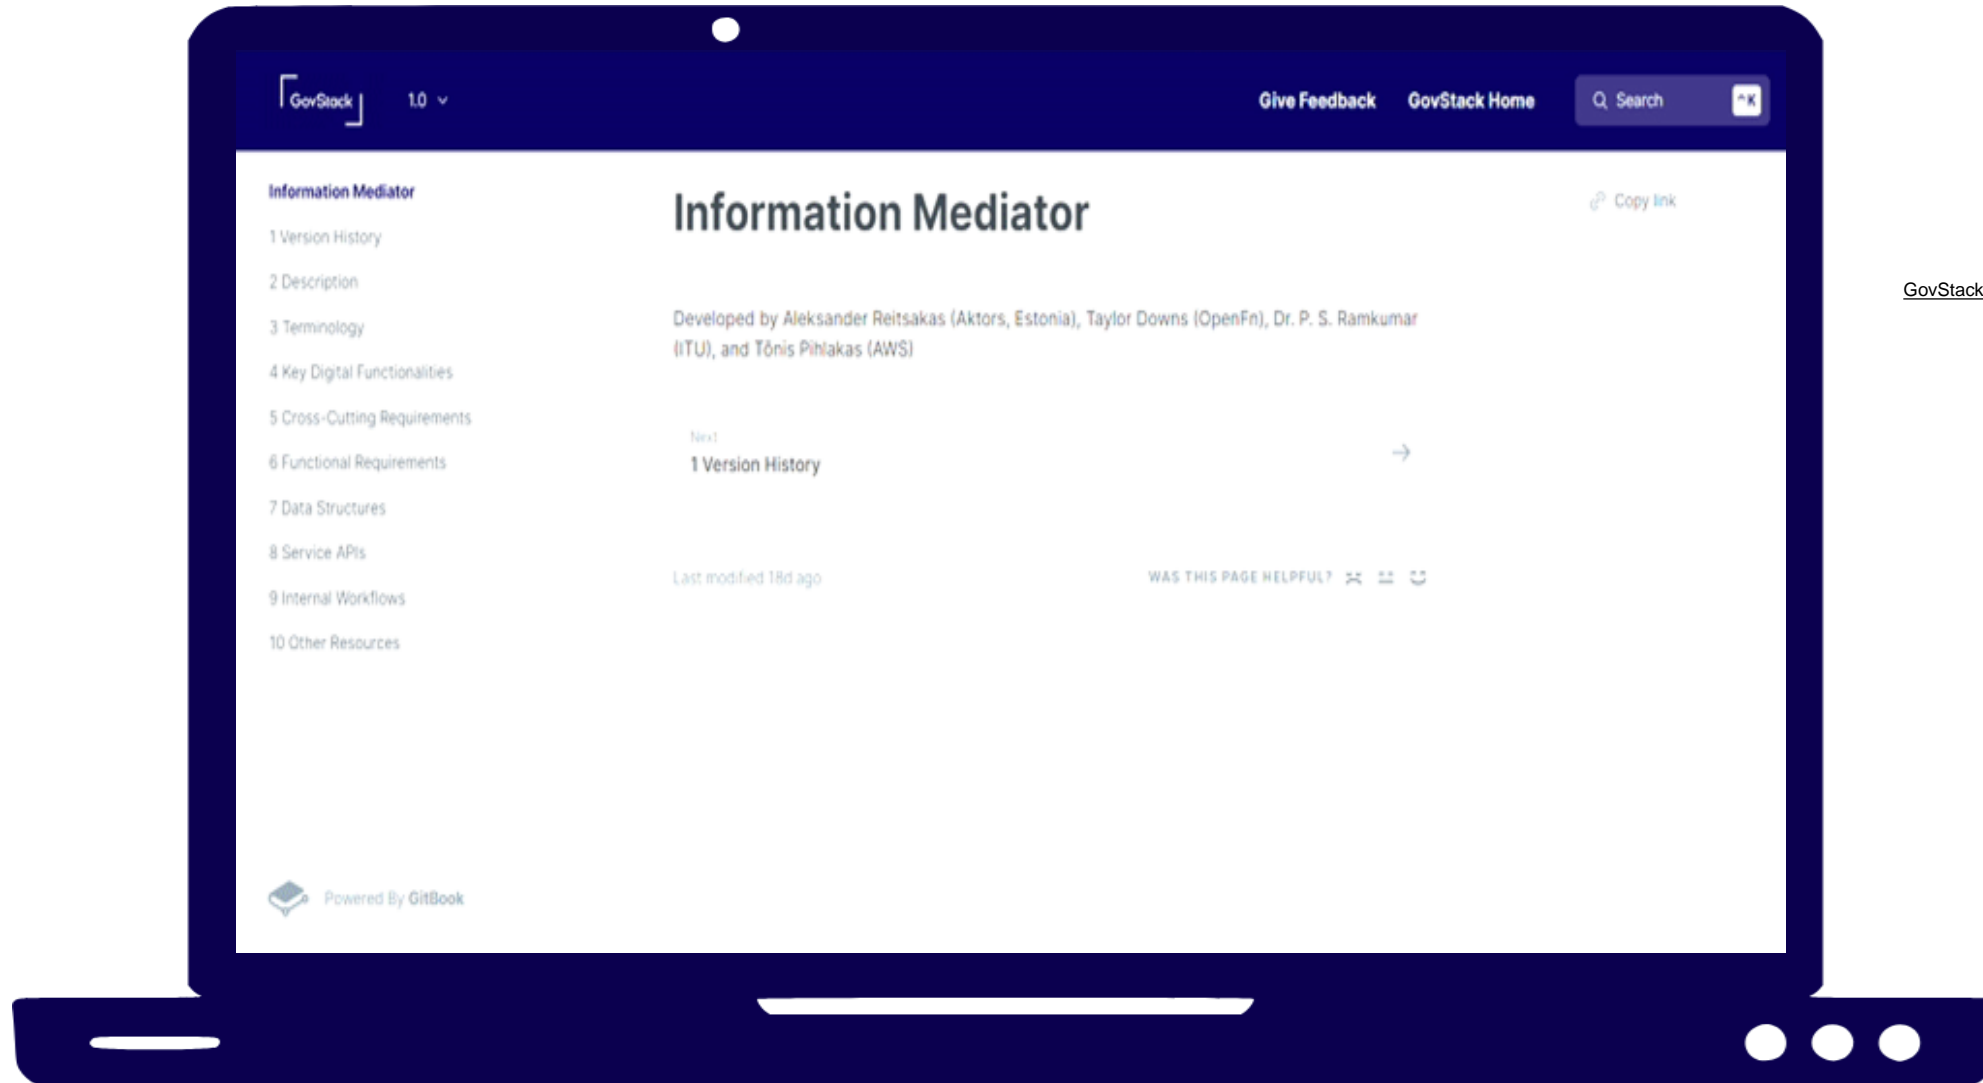 GovStack
1.0
Give Feedback
GovStack Home
Search
^K
Information Mediator
1 Version History
2 Description
3 Terminology
4 Key Digital Functionalities
5 Cross-Cutting Requirements
6 Functional Requirements
7 Data Structures
8 Service APIs
9 Internal Workflows
10 Other Resources
Powered By GitBook
Information Mediator
Copy link
Developed by Aleksander Reitsakas (Aktors, Estonia), Taylor Downs (OpenFn), Dr. P. S. Ramkumar
(ITU), and Tõnis Pihlakas (AWS)
Next
1 Version History
Last modified 18d ago
WAS THIS PAGE HELPFUL?
GovStack